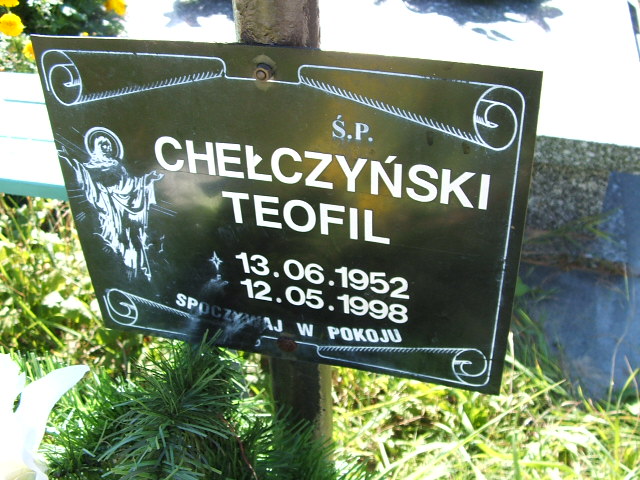 Ś.P.
CHEŁCZYŃSKI
TEOFIL
13.06.1952
12.05.1998
SPOCZYWAJ W POKOJU